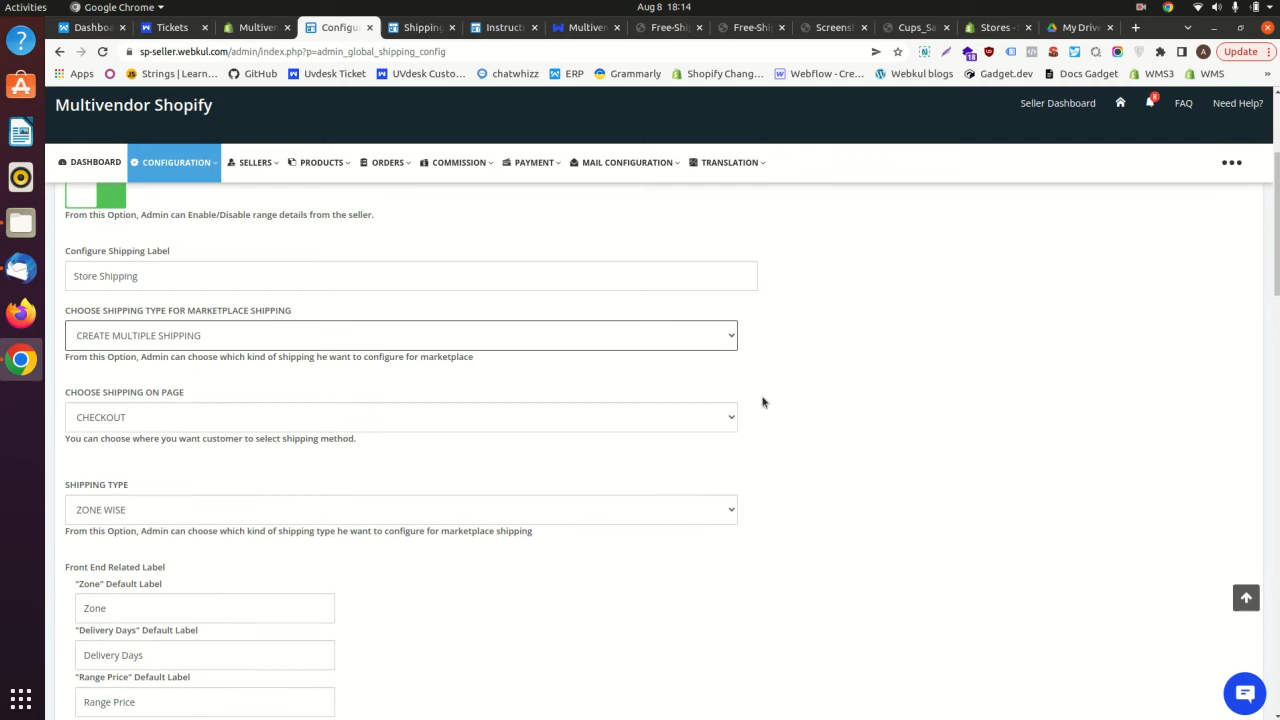 Activities
Google Chrome
Aug 8 18:14
Dashbo
Tickets
Multiven
Configu
Shipping
Instructi
Multiven
Free-Shi
Free-Shi
Screensh
Cups_Sa
Stores -
My Drive
sp-seller.webkul.com/admin/index.php?p=admin_global_shipping_config
18
A
Update
Apps
Strings | Learn...
GitHub
Uvdesk Ticket
UVdesk Custo...
chatwhizz
ERP
Grammarly
Shopify Chang...
Webflow - Cre...
Webkul blogs
Gadget.dev
Docs Gadget
WMS3
WMS
»
Multivendor Shopify
Seller Dashboard
8
FAQ
Need Help?
DASHBOARD
CONFIGURATION
SELLERS
PRODUCTS
ORDERS
COMMISSION
PAYMENT
MAIL CONFIGURATION
TRANSLATION
From this Option, Admin can Enable/Disable range details from the seller.
Configure Shipping Label
Store Shipping
CHOOSE SHIPPING TYPE FOR MARKETPLACE SHIPPING
CREATE MULTIPLE SHIPPING
From this Option, Admin can choose which kind of shipping he want to configure for marketplace
CHOOSE SHIPPING ON PAGE
CHECKOUT
You can choose where you want customer to select shipping method.
SHIPPING TYPE
ZONE WISE
From this Option, Admin can choose which kind of shipping type he want to configure for marketplace shipping
Front End Related Label
"Zone" Default Label
Zone
"Delivery Days" Default Label
Delivery Days
"Range Price" Default Label
Range Price